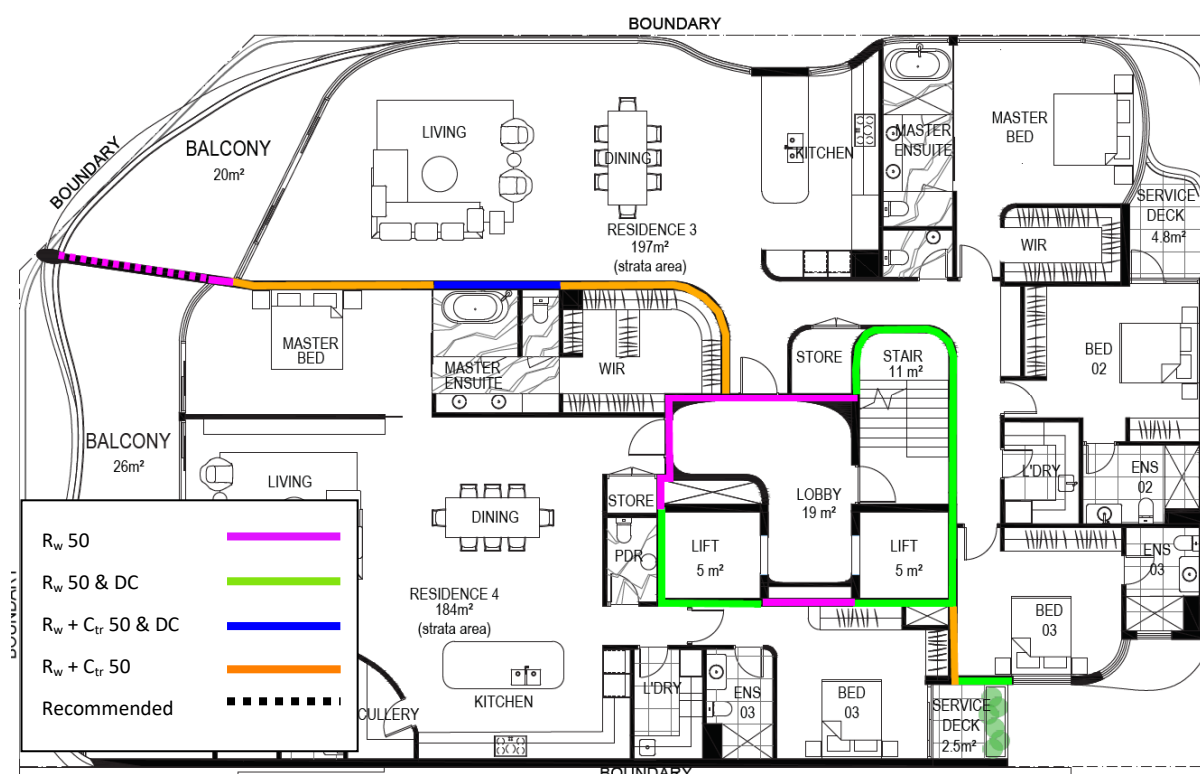 BOUNDARY
BOUNDARY
BALCONY
20m²
LIVING
DINING
KITCHEN
MASTER
ENSUITE
MASTER
BED
SERVICE
DECK
4.8m²
RESIDENCE 3
197m²
(strata area)
WIR
MASTER
BED
MASTER
ENSUITE
WIR
STORE
STAIR
11 m²
BED
02
BALCONY
26m²
LIVING
DINING
STORE
LOBBY
19 m²
L'DRY
ENS
02
PDR
LIFT
5 m²
LIFT
5 m²
ENS
03
RESIDENCE 4
184m²
(strata area)
BED
03
KITCHEN
L'DRY
ENS
03
BED
03
SERVICE
DECK
2.5m²
CULLERY
Rw 50
Rw 50 & DC
Rw + Ctr 50 & DC
Rw + Ctr 50
Recommended
BOUNDARY